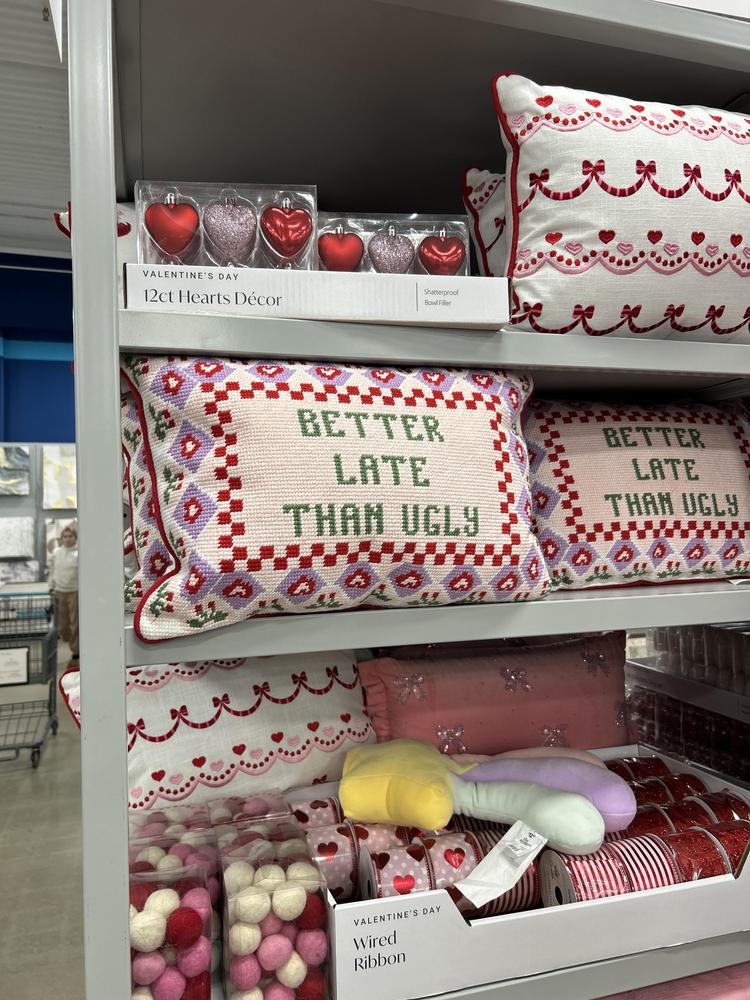 VALENTINE'S DAY
12ct Hearts Décor
Shatterproof
Bowl Filler
BETTER
LATE
THAN UGLY
BETTER
LATE
THAN UGLY
VALENTINE'S DAY
Wired
Ribbon